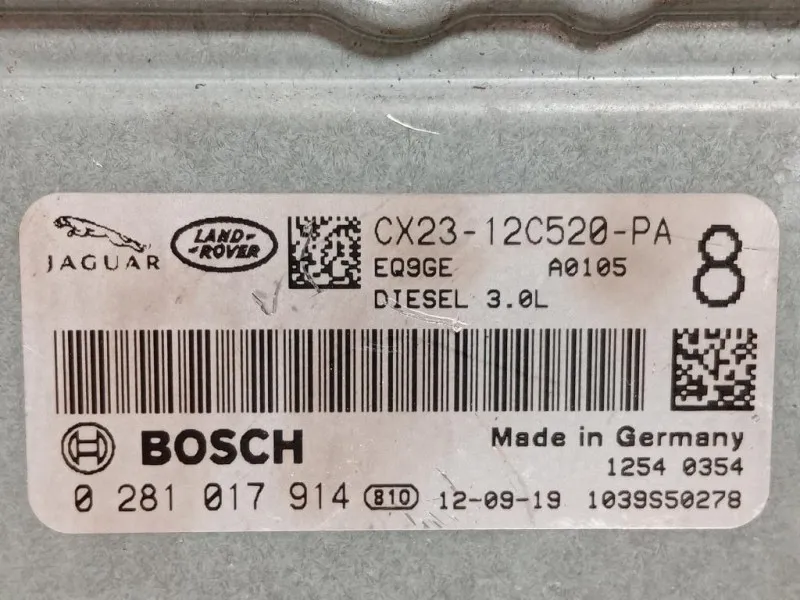 JAGUAR
LAND-
-ROVER
CX23-12C520-PA
EQ9GE A0105
DIESEL 3.0L
8
BOSCH
Made in Germany
1254 0354
0 281 017 914 810 12-09-19 1039S50278